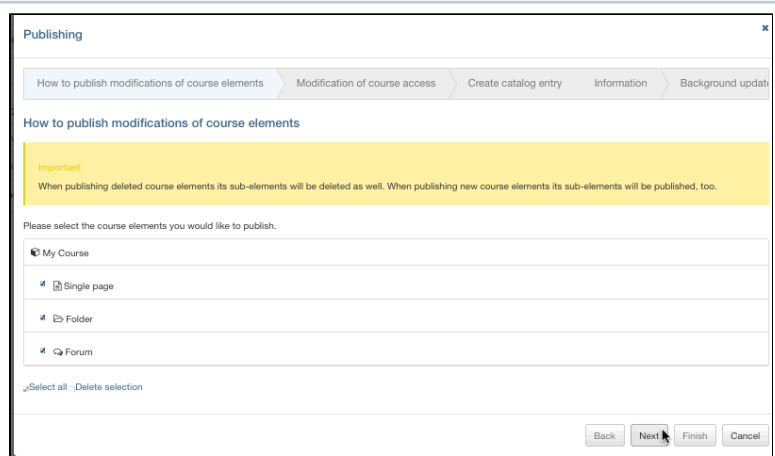 Publishing
How to publish modifications of course elements
Modification of course access
Create catalog entry
Information
Background updat
How to publish modifications of course elements
Important
When publishing deleted course elements its sub-elements will be deleted as well. When publishing new course elements its sub-elements will be published, too.
Please select the course elements you would like to publish.
My Course
Single page
Folder
Forum
Select all Delete selection
Back Next Finish Cancel